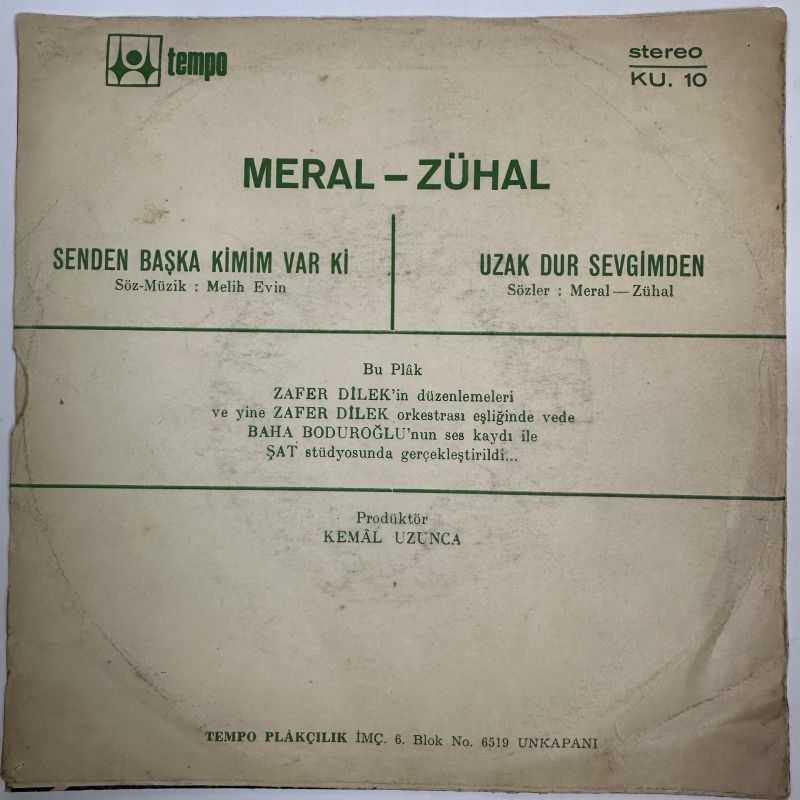 tempo
stereo
KU. 10
MERAL – ZÜHAL
SENDEN BAŞKA KİMİM VAR Kİ
Söz-Müzik : Melih Evin
UZAK DUR SEVGİMDEN
Sözler : Meral — Zühal
Bu Plâk
ZAFER DİLEK'in düzenlemeleri
ve yine ZAFER DİLEK orkestrası eşliğinde vede
BAHA BODUROĞLU'nun ses kaydı ile
ŞAT stüdyosunda gerçekleştirildi...
Prodüktör
KEMÂL UZUNCA
TEMPO PLÂKÇILIK İMÇ. 6. Blok No. 6519 UNKAPANI